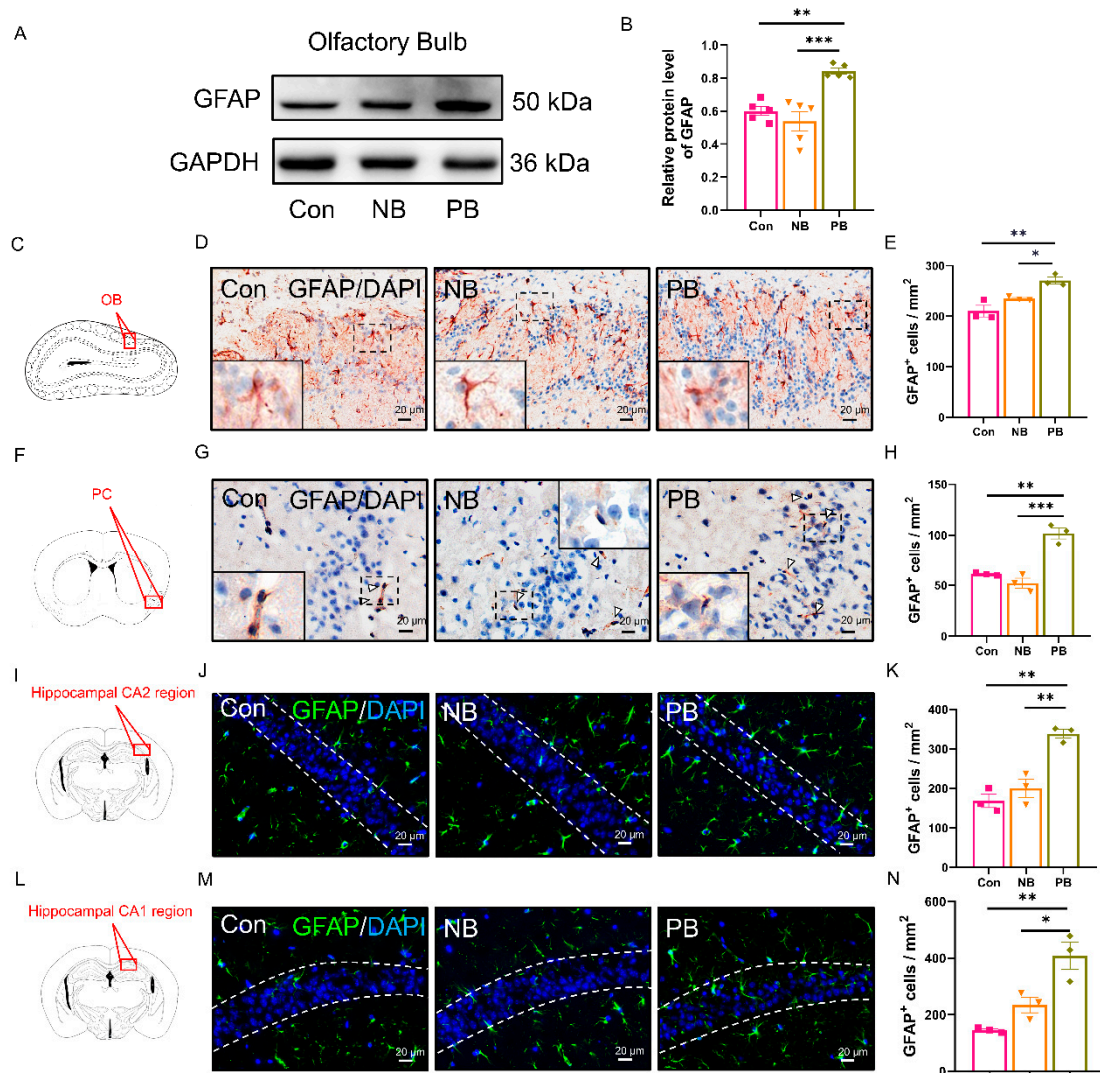 A
Olfactory Bulb
GFAP
50 kDa
GAPDH
36 kDa
Con NB PB
B
**
***
Relative protein level
of GFAP
1.0
0.8
0.6
0.4
0.2
0.0
Con NB PB
C
OB
D
Con GFAP/DAPI
20 µm
NB
20 µm
PB
20 µm
E
**
*
GFAP+ cells / mm2
300
200
100
0
Con NB PB
F
PC
G
Con GFAP/DAPI
20 µm
NB
20 µm
PB
20 µm
H
**
***
GFAP+ cells / mm2
150
100
50
0
Con NB PB
I
Hippocampal CA2 region
J
Con GFAP/DAPI
20 µm
NB
20 µm
PB
20 µm
K
**
**
GFAP+ cells / mm2
400
300
200
100
0
Con NB PB
L
Hippocampal CA1 region
M
Con GFAP/DAPI
20 µm
NB
20 µm
PB
20 µm
N
**
*
GFAP+ cells / mm2
600
400
200
0